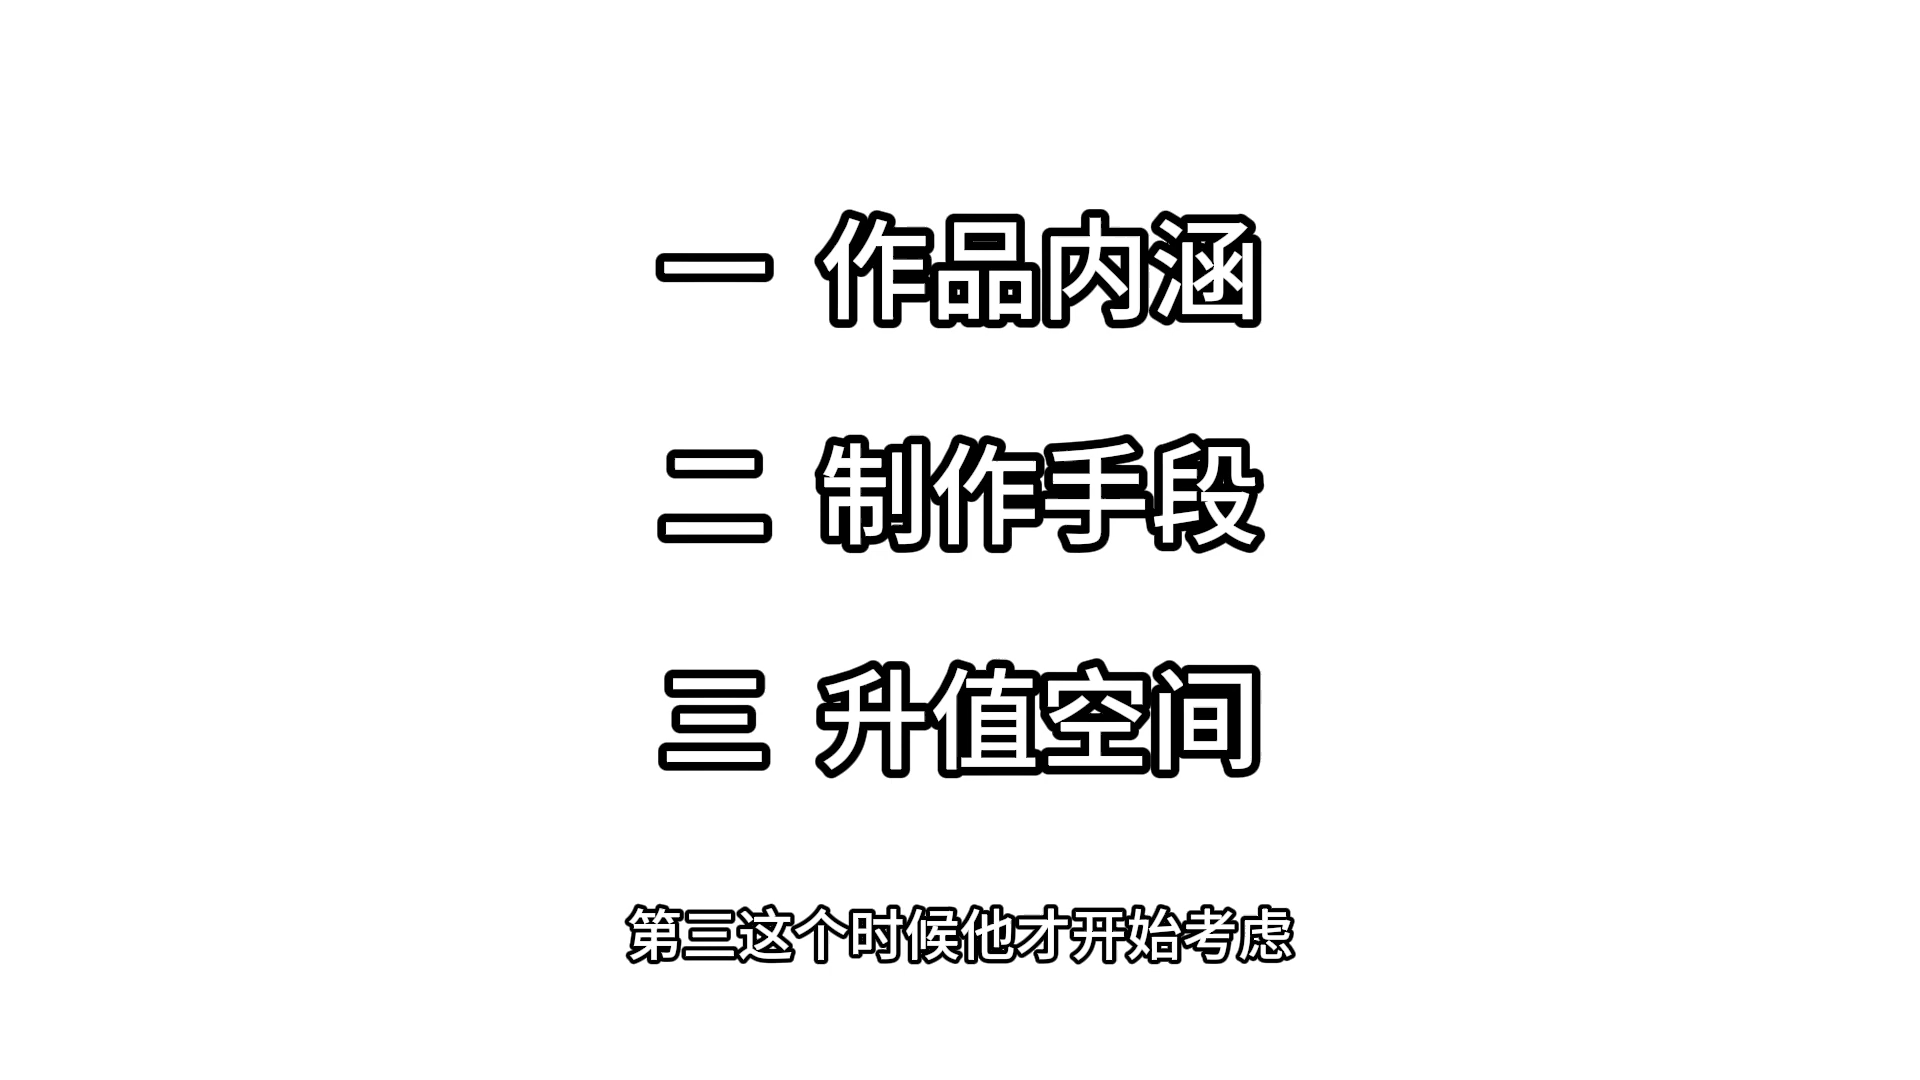 一 作品内涵
二 制作手段
三 升值空间
第三这个时候他才开始考虑